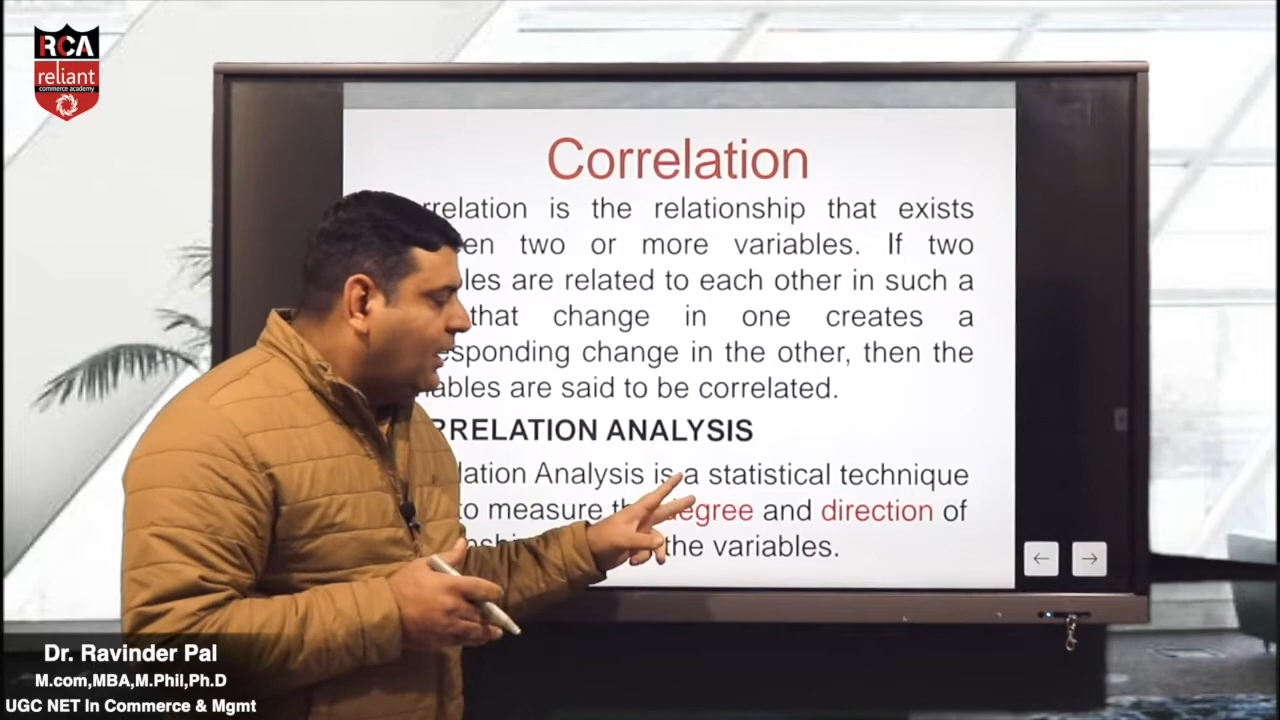 RCA
reliant
commerce academy
Correlation
rrelation is the relationship that exists
en two or more variables. If two
les are related to each other in such a
that change in one creates a
esponding change in the other, then the
ables are said to be correlated.
RRELATION ANALYSIS
lation Analysis is a statistical technique
to measure degree and direction of
the variables.
Dr. Ravinder Pal
M.com,MBA,M.Phil,Ph.D
UGC NET In Commerce & Mgmt